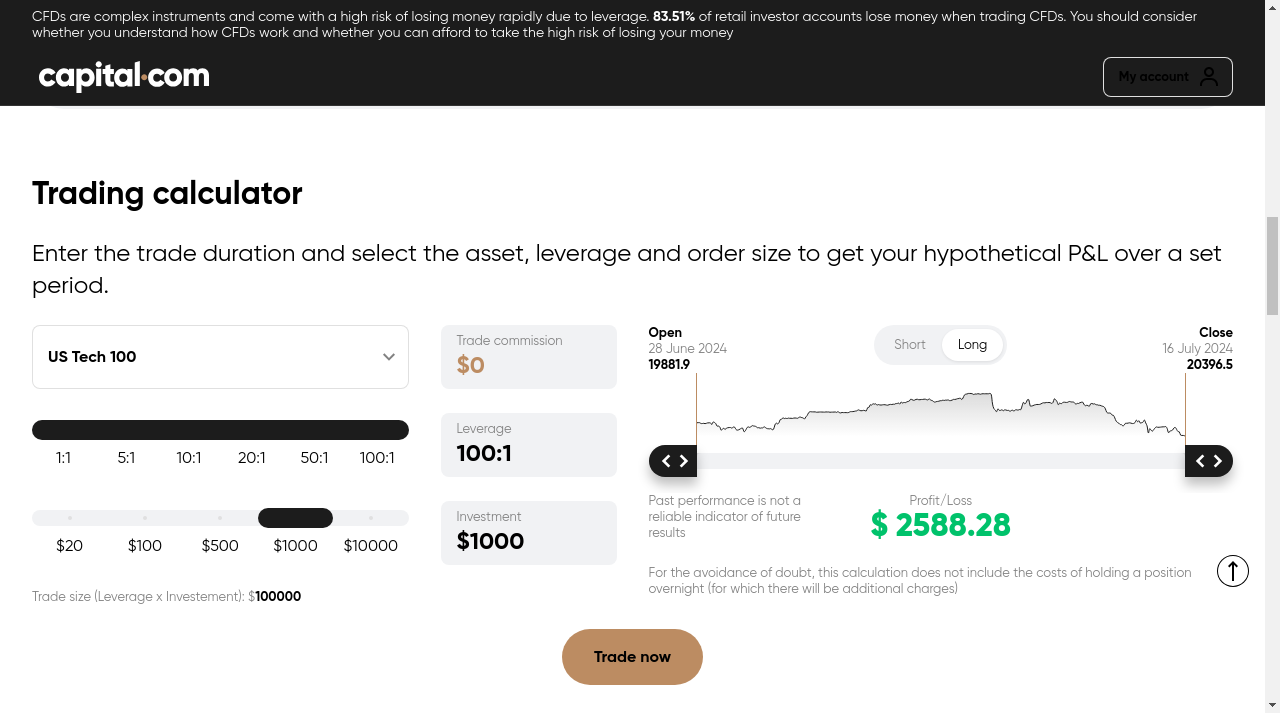 CFDs are complex instruments and come with a high risk of losing money rapidly due to leverage. 83.51% of retail investor accounts lose money when trading CFDs. You should consider
whether you understand how CFDs work and whether you can afford to take the high risk of losing your money
capital.com
My account
Trading calculator
Enter the trade duration and select the asset, leverage and order size to get your hypothetical P&L over a set
period.
US Tech 100
1:1 5:1 10:1 20:1 50:1 100:1
$20 $100 $500 $1000 $10000
Trade size (Leverage x Investement): $100000
Trade commission
$0
Leverage
100:1
Investment
$1000
Open
28 June 2024
19881.9
Short Long
Close
16 July 2024
20396.5
Past performance is not a
reliable indicator of future
results
Profit/Loss
$ 2588.28
For the avoidance of doubt, this calculation does not include the costs of holding a position
overnight (for which there will be additional charges)
Trade now